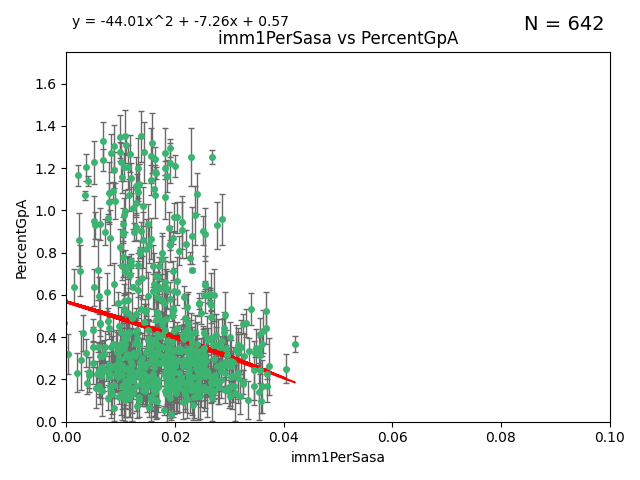 y = -44.01x^2 + -7.26x + 0.57
N = 642
imm1PerSasa vs PercentGpA
PercentGpA
1.6
1.4
1.2
1.0
0.8
0.6
0.4
0.2
0.0
0.00 0.02 0.04 0.06 0.08 0.10
imm1PerSasa